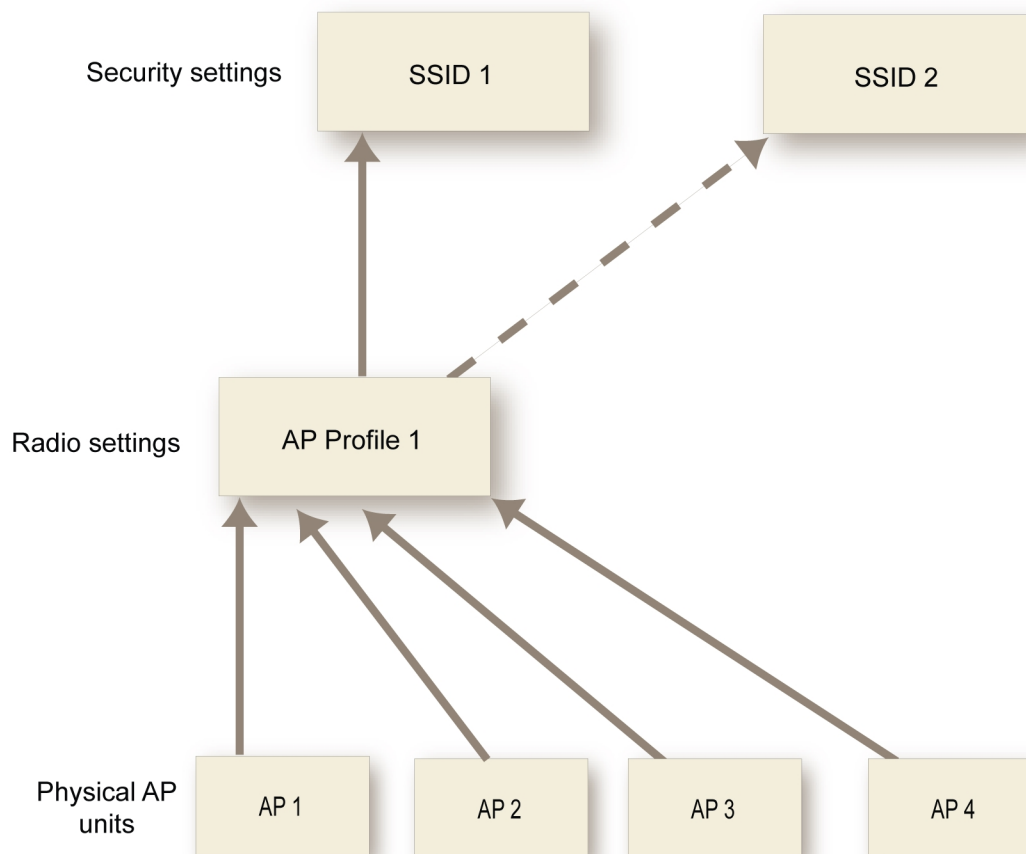 Security settings
SSID 1
SSID 2
Radio settings
AP Profile 1
Physical AP
units
AP 1
AP 2
AP 3
AP 4